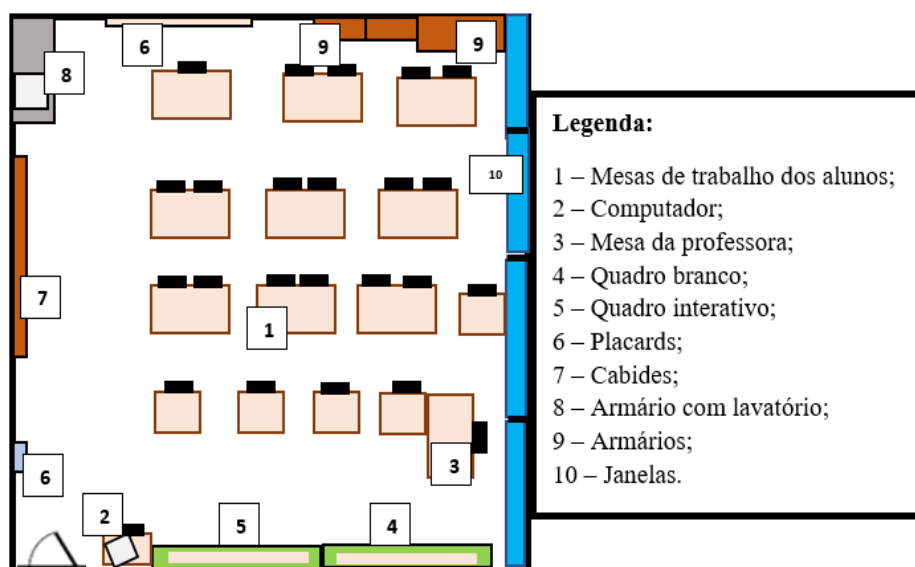 6
9
9
8
10
7
1
3
6
2
5
4
Legenda:
1 – Mesas de trabalho dos alunos;
2 – Computador;
3 – Mesa da professora;
4 – Quadro branco;
5 – Quadro interativo;
6 – Placards;
7 – Cabides;
8 – Armário com lavatório;
9 – Armários;
10 – Janelas.